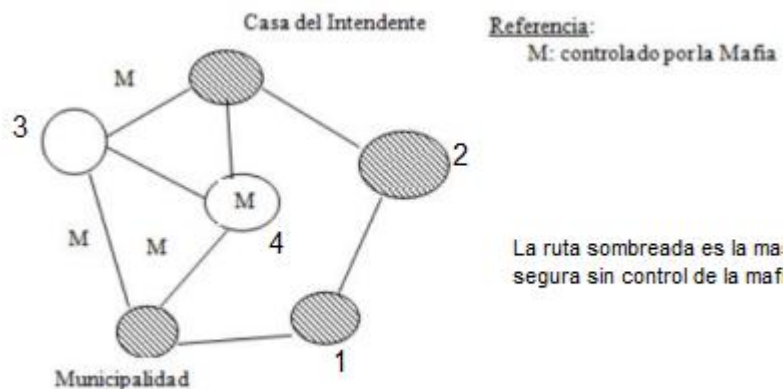 Casa del Intendente
Referencia:
M: controlado por la Mafia
M
3
2
M
4
M
M
La ruta sombreada es la mas
segura sin control de la mafi
1
Municipalidad